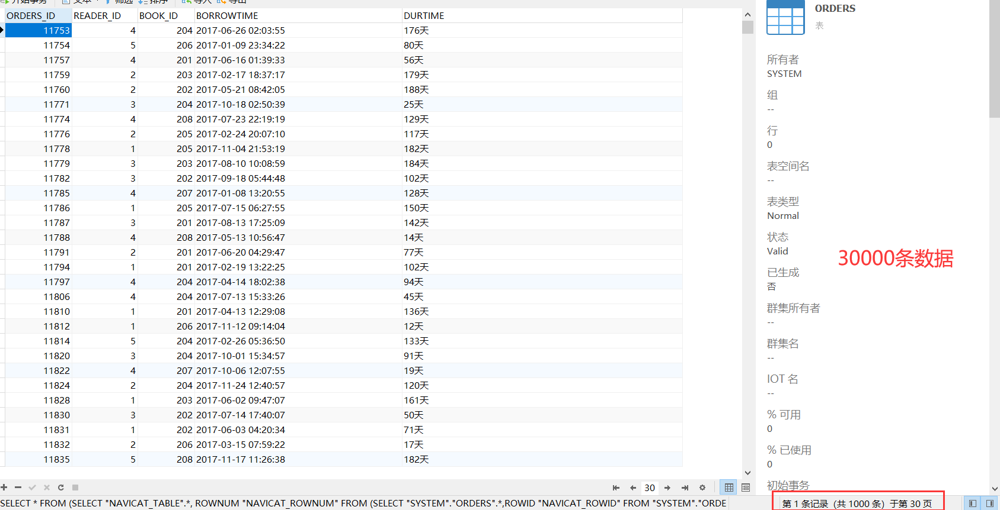 开始事务 文本 筛选 排序 导入 导出
ORDERS_ID READER_ID BOOK_ID BORROWTIME DURTIME
11753 4 204 2017-06-26 02:03:55 176天
11754 5 206 2017-01-09 23:34:22 80天
11757 4 201 2017-06-16 01:39:33 56天
11759 2 203 2017-02-17 18:37:17 179天
11760 2 202 2017-05-21 08:42:05 188天
11771 3 204 2017-10-18 02:50:39 25天
11774 4 208 2017-07-23 22:19:19 129天
11776 2 205 2017-02-24 20:07:10 117天
11778 1 205 2017-11-04 21:53:19 182天
11779 3 203 2017-08-10 10:08:59 184天
11782 3 202 2017-09-18 05:44:48 102天
11785 4 207 2017-01-08 13:20:55 128天
11786 1 205 2017-07-15 06:27:55 150天
11787 3 201 2017-08-13 17:25:09 142天
11788 4 208 2017-05-13 10:56:47 14天
11791 2 201 2017-06-20 04:29:47 77天
11794 1 201 2017-02-19 13:22:25 102天
11797 4 204 2017-04-14 18:02:38 94天
11806 4 204 2017-07-13 15:33:26 45天
11810 1 201 2017-04-13 12:29:08 136天
11812 1 206 2017-11-12 09:14:04 12天
11814 5 204 2017-02-26 05:36:50 133天
11820 3 204 2017-10-01 15:34:57 91天
11822 4 207 2017-10-06 12:07:55 19天
11824 2 204 2017-11-24 12:40:57 120天
11828 1 203 2017-06-02 09:47:07 161天
11830 3 202 2017-07-14 17:40:07 50天
11831 1 202 2017-06-03 04:20:34 71天
11832 2 206 2017-03-15 07:59:22 17天
11835 5 208 2017-11-17 11:26:38 182天
30
SELECT * FROM (SELECT "NAVICAT_TABLE".*, ROWNUM "NAVICAT_ROWNUM" FROM (SELECT "SYSTEM"."ORDERS".*,ROWID "NAVICAT_ROWID" FROM "SYSTEM"."ORDE
ORDERS
表
所有者
SYSTEM
组
--
行
0
表空间名
--
表类型
Normal
状态
Valid
30000条数据
已生成
否
群集所有者
--
群集名
--
IOT 名
--
% 可用
0
% 已使用
0
初始事务
第 1 条记录（共 1000 条）于第 30 页